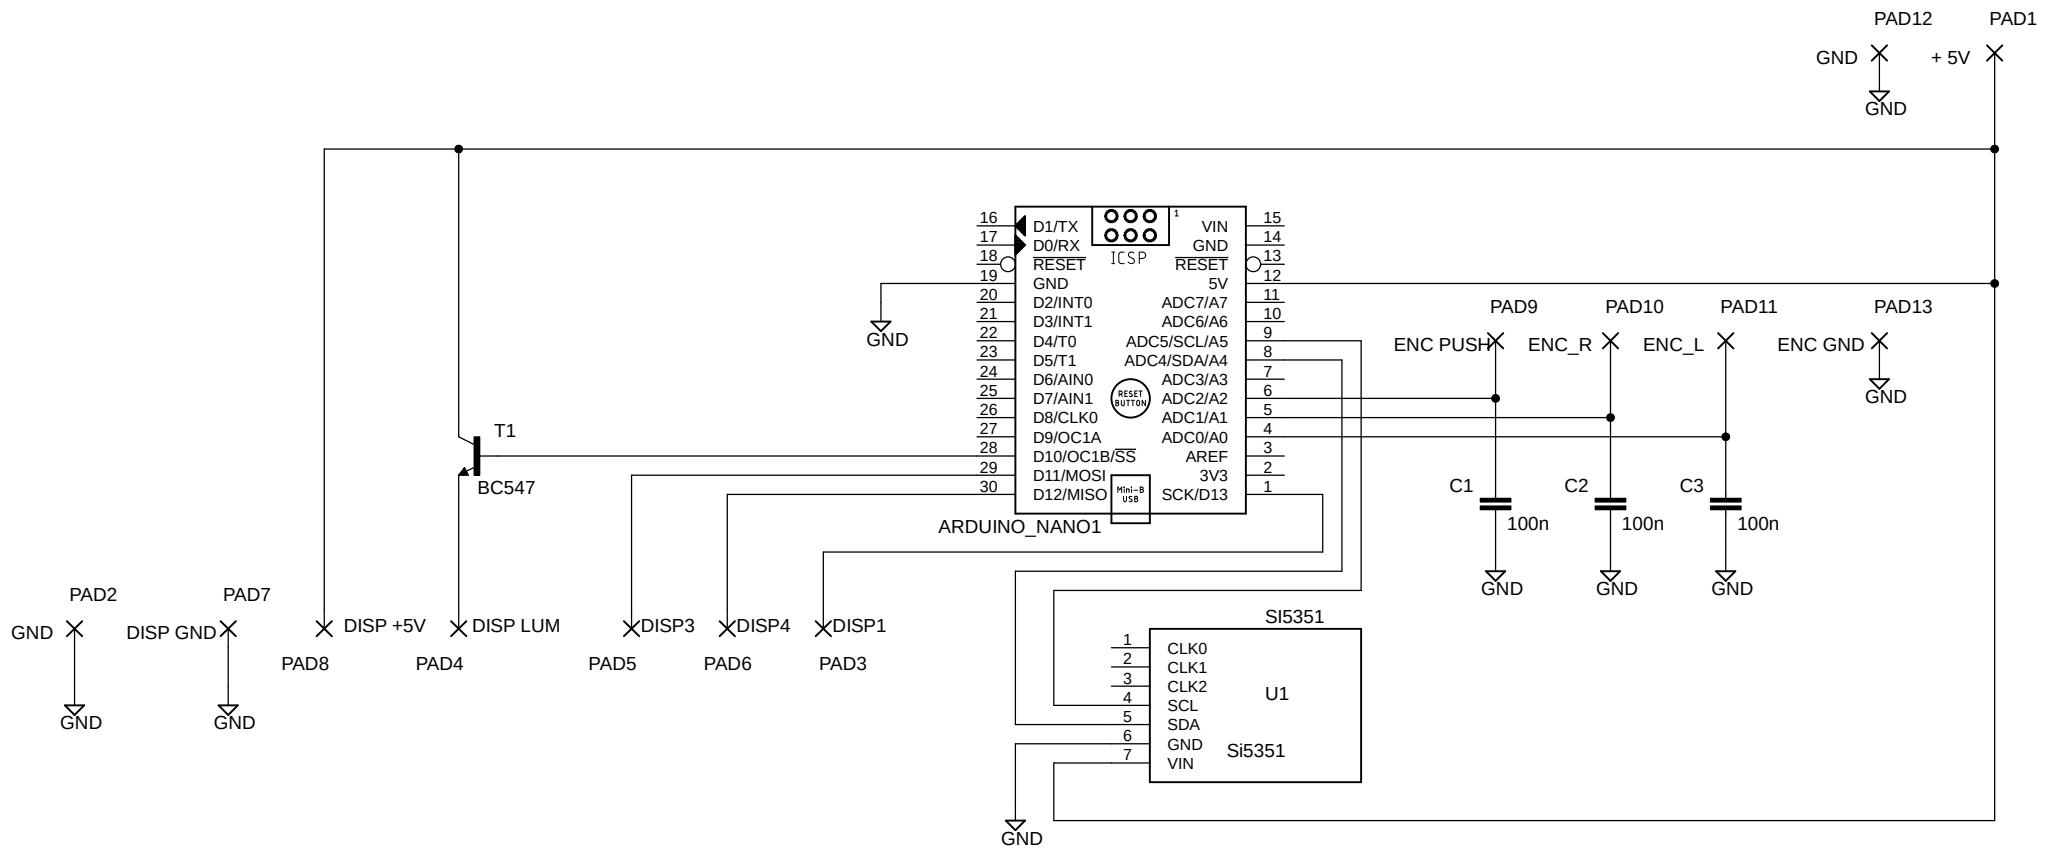 PAD12
PAD1
GND
+ 5V
GND
16
D1/TX
1
VIN
15
17
D0/RX
GND
14
18
RESET
ICSP
RESET
13
19
GND
5V
12
20
D2/INT0
ADC7/A7
11
21
D3/INT1
ADC6/A6
10
22
D4/T0
ADC5/SCL/A5
9
23
D5/T1
ADC4/SDA/A4
8
24
D6/AIN0
ADC3/A3
7
25
D7/AIN1
RESET
BUTTON
ADC2/A2
6
26
D8/CLK0
ADC1/A1
5
27
D9/OC1A
ADC0/A0
4
28
D10/OC1B/SS
AREF
3
29
D11/MOSI
3V3
2
30
D12/MISO
Mini-B
USB
SCK/D13
1
ARDUINO_NANO1
GND
PAD9
PAD10
PAD11
PAD13
ENC PUSH
ENC_R
ENC_L
ENC GND
GND
T1
BC547
C1
C2
C3
100n
100n
100n
GND
GND
GND
PAD2
PAD7
GND
DISP GND
DISP +5V
DISP LUM
DISP3
DISP4
DISP1
PAD8
PAD4
PAD5
PAD6
PAD3
GND
GND
SI5351
1
CLK0
2
CLK1
3
CLK2
U1
4
SCL
5
SDA
6
GND
Si5351
7
VIN
GND